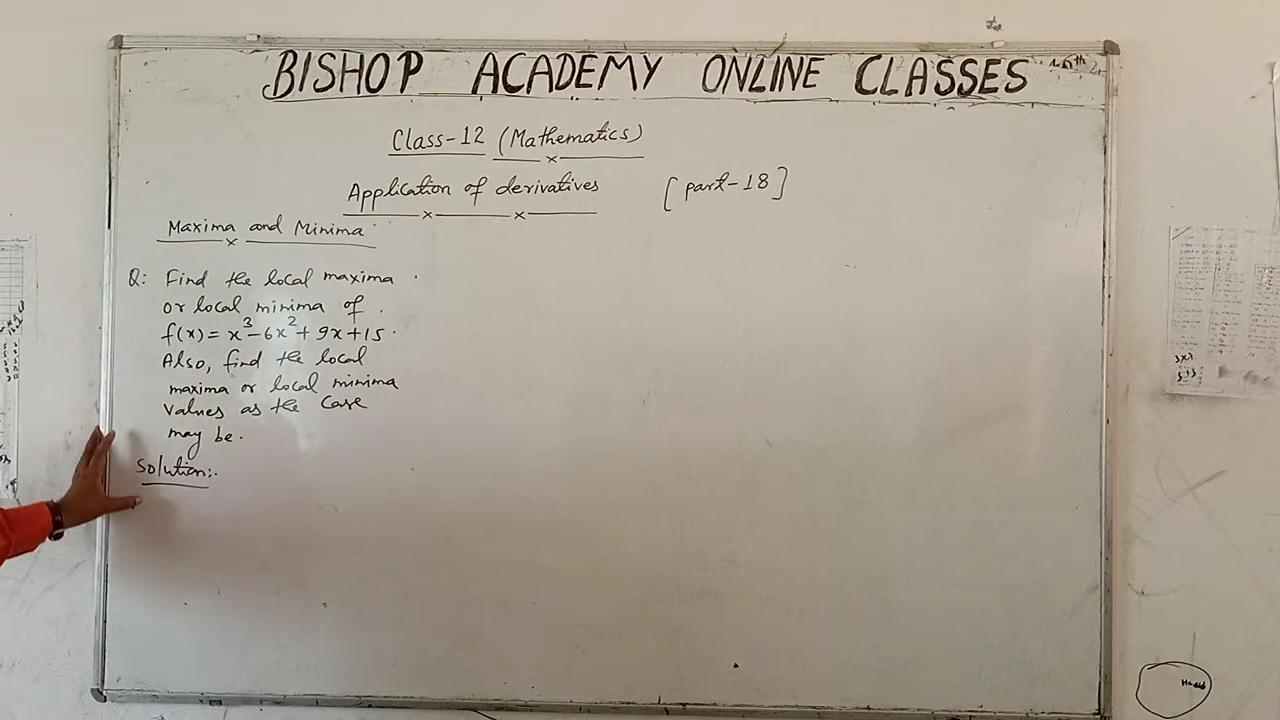 BISHOP ACADEMY ONLINE CLASSES
Class-12 (Mathematics)
Application of derivatives [part-18]
Maxima and Minima
Q: Find the local maxima
or local minima of
f(x) = x³-6x²+9x+15.
Also, find the local
maxima or local minima
values as the case
may be.
Solution: